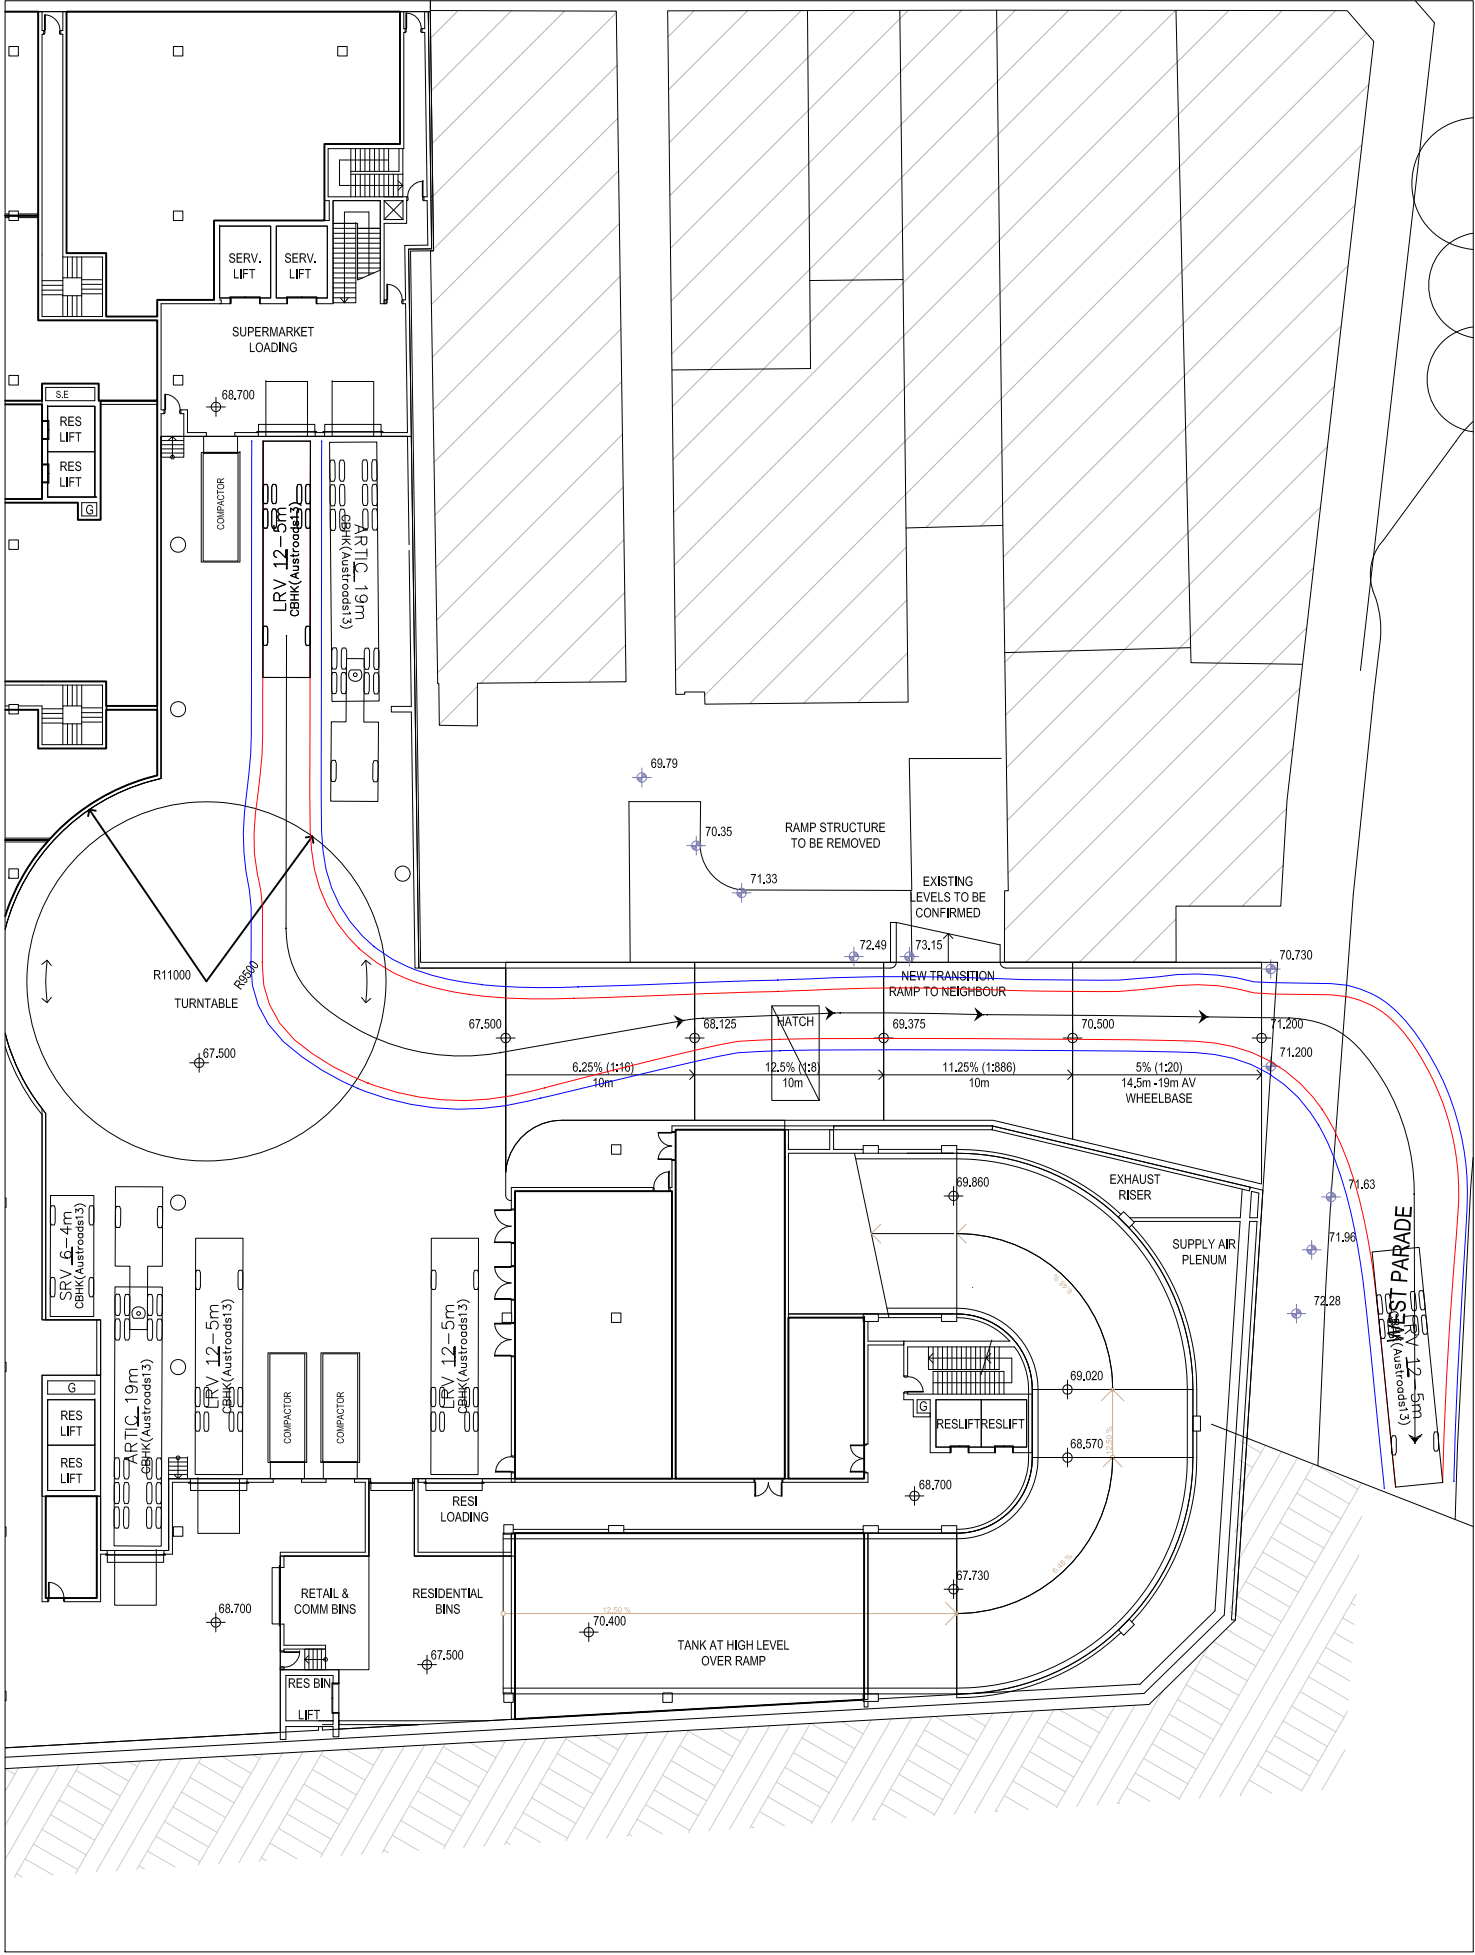 SERV.
LIFT
SERV.
LIFT
SUPERMARKET
LOADING
S.E
68.700
RES
LIFT
RES
LIFT
G
COMPACTOR
LRV 12-5m
CBHK(Austroads13)
ARTIC 19m
CBHK(Austroads13)
69.79
70.35
RAMP STRUCTURE
TO BE REMOVED
71.33
EXISTING
LEVELS TO BE
CONFIRMED
72.49
73.15
70.730
R11000
R9500
TURNTABLE
NEW TRANSITION
RAMP TO NEIGHBOUR
67.500
68.125
HATCH
69.375
70.500
71.200
67.500
71.200
6.25% (1:16)
10m
12.5% (1:8)
10m
11.25% (1:886)
10m
5% (1:20)
14.5m -19m AV
WHEELBASE
69.860
EXHAUST
RISER
71.63
SUPPLY AIR
PLENUM
71.96
72.28
WEST PARADE
LRV 12-5m
(Austroads13)
SRV 6-4m
CBHK(Austroads13)
ARTIC 19m
CBHK(Austroads13)
LRV 12-5m
CBHK(Austroads13)
LRV 12-5m
CBHK(Austroads13)
COMPACTOR
COMPACTOR
G
RES
LIFT
RES
LIFT
69.020
G
RESLIFT
RESLIFT
12.50 %
68.570
68.700
RESI
LOADING
RETAIL &
COMM BINS
RESIDENTIAL
BINS
67.730
68.700
12.50 %
70.400
TANK AT HIGH LEVEL
OVER RAMP
67.500
RES BIN
LIFT